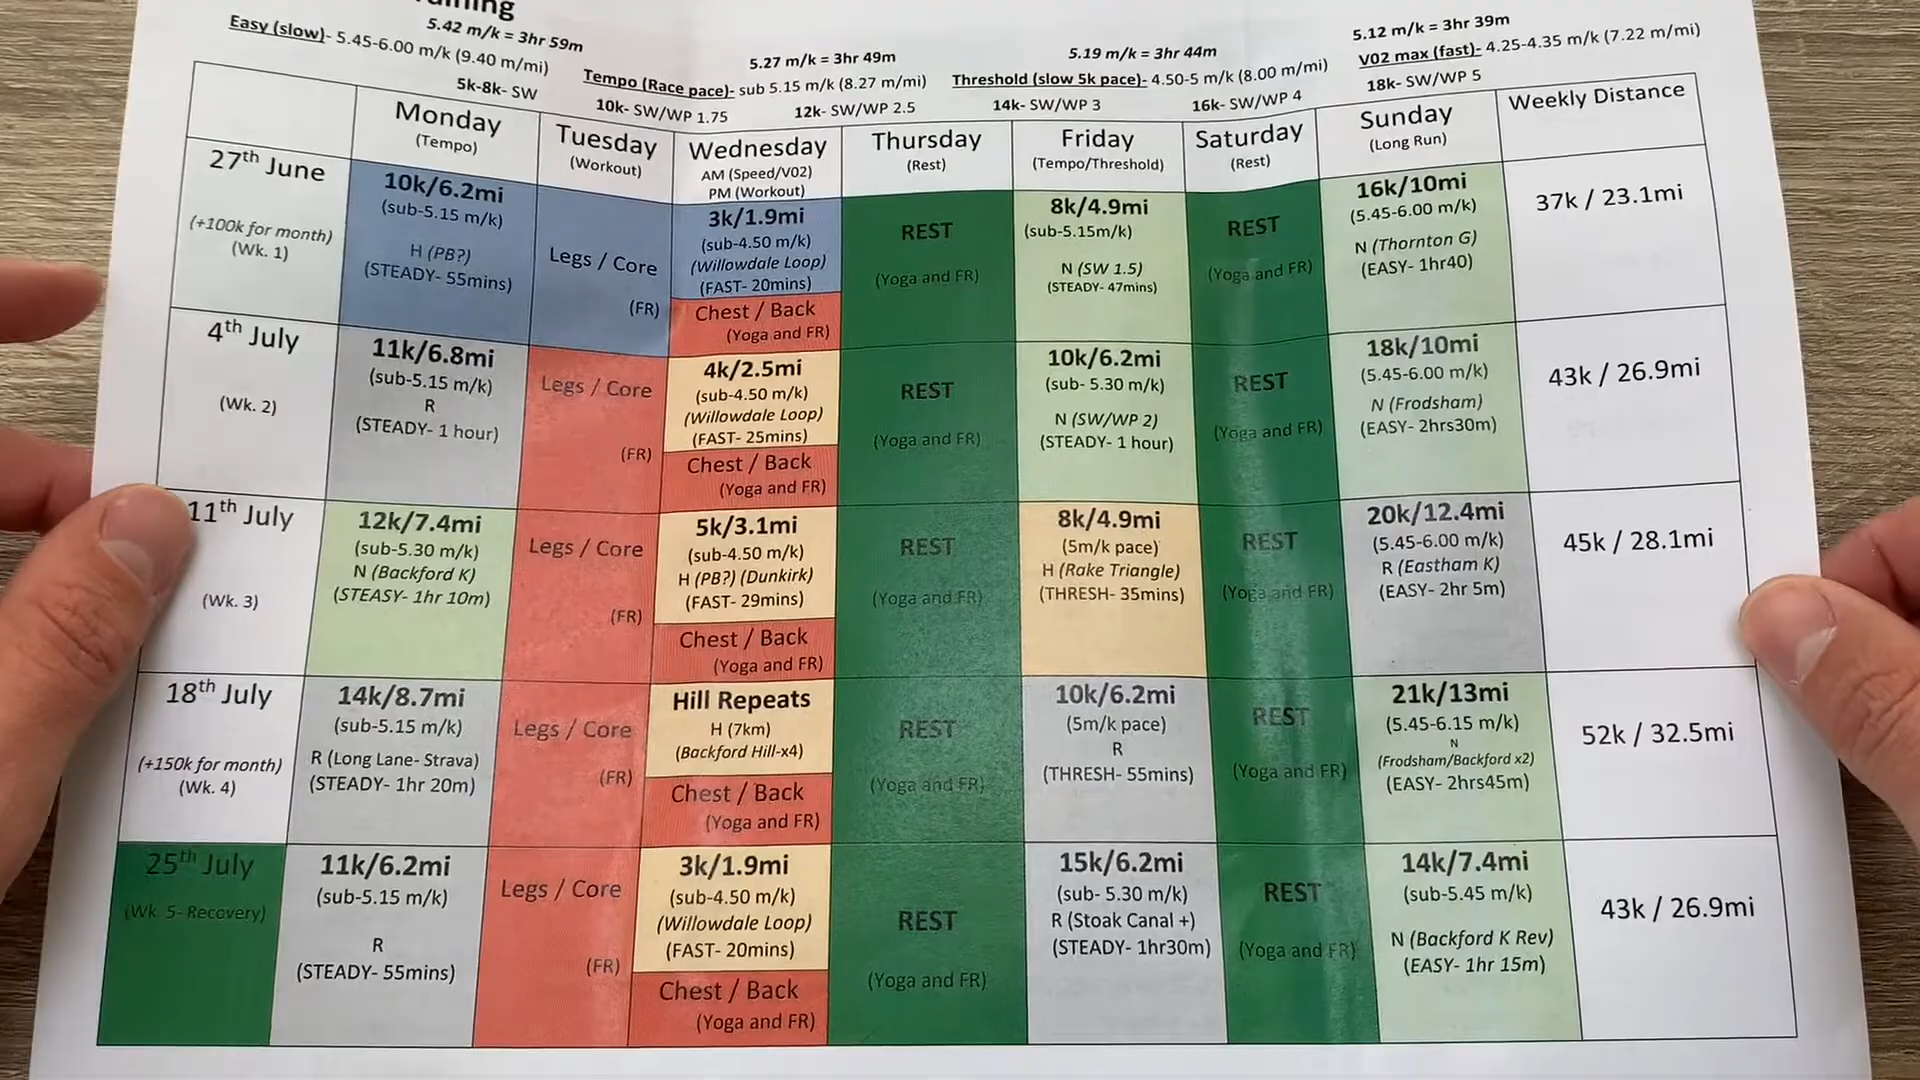 5.42 m/k = 3hr 59m
5.27 m/k = 3hr 49m
5.19 m/k = 3hr 44m
5.12 m/k = 3hr 39m
Easy (slow)- 5.45-6.00 m/k (9.40 m/mi)
Tempo (Race pace)- sub 5.15 m/k (8.27 m/mi)
Threshold (slow 5k pace)- 4.50-5 m/k (8.00 m/mi)
V02 max (fast)- 4.25-4.35 m/k (7.22 m/mi)
5k-8k- SW
10k- SW/WP 1.75
12k- SW/WP 2.5
14k- SW/WP 3
16k- SW/WP 4
18k- SW/WP 5
Monday
(Tempo)
Tuesday
(Workout)
Wednesday
AM (Speed/V02)
PM (Workout)
Thursday
(Rest)
Friday
(Tempo/Threshold)
Saturday
(Rest)
Sunday
(Long Run)
Weekly Distance
27th June
(+100k for month)
(Wk. 1)
10k/6.2mi
(sub-5.15 m/k)
H (PB?)
(STEADY- 55mins)
Legs / Core
(FR)
3k/1.9mi
(sub-4.50 m/k)
(Willowdale Loop)
(FAST- 20mins)
Chest / Back
(Yoga and FR)
REST
(Yoga and FR)
8k/4.9mi
(sub-5.15m/k)
N (SW 1.5)
(STEADY- 47mins)
REST
(Yoga and FR)
16k/10mi
(5.45-6.00 m/k)
N (Thornton G)
(EASY- 1hr40)
37k / 23.1mi
4th July
(Wk. 2)
11k/6.8mi
(sub-5.15 m/k)
R
(STEADY- 1 hour)
Legs / Core
(FR)
4k/2.5mi
(sub-4.50 m/k)
(Willowdale Loop)
(FAST- 25mins)
Chest / Back
(Yoga and FR)
REST
(Yoga and FR)
10k/6.2mi
(sub- 5.30 m/k)
N (SW/WP 2)
(STEADY- 1 hour)
REST
(Yoga and FR)
18k/10mi
(5.45-6.00 m/k)
N (Frodsham)
(EASY- 2hrs30m)
43k / 26.9mi
11th July
(Wk. 3)
12k/7.4mi
(sub-5.30 m/k)
N (Backford K)
(STEASY- 1hr 10m)
Legs / Core
(FR)
5k/3.1mi
(sub-4.50 m/k)
H (PB?) (Dunkirk)
(FAST- 29mins)
Chest / Back
(Yoga and FR)
REST
(Yoga and FR)
8k/4.9mi
(5m/k pace)
H (Rake Triangle)
(THRESH- 35mins)
REST
(Yoga and FR)
20k/12.4mi
(5.45-6.00 m/k)
R (Eastham K)
(EASY- 2hr 5m)
45k / 28.1mi
18th July
(+150k for month)
(Wk. 4)
14k/8.7mi
(sub-5.15 m/k)
R (Long Lane- Strava)
(STEADY- 1hr 20m)
Legs / Core
(FR)
Hill Repeats
H (7km)
(Backford Hill-x4)
Chest / Back
(Yoga and FR)
REST
(Yoga and FR)
10k/6.2mi
(5m/k pace)
R
(THRESH- 55mins)
REST
(Yoga and FR)
21k/13mi
(5.45-6.15 m/k)
N
(Frodsham/Backford x2)
(EASY- 2hrs45m)
52k / 32.5mi
25th July
(Wk. 5- Recovery)
11k/6.2mi
(sub-5.15 m/k)
R
(STEADY- 55mins)
Legs / Core
(FR)
3k/1.9mi
(sub-4.50 m/k)
(Willowdale Loop)
(FAST- 20mins)
Chest / Back
(Yoga and FR)
REST
(Yoga and FR)
15k/6.2mi
(sub- 5.30 m/k)
R (Stoak Canal +)
(STEADY- 1hr30m)
REST
(Yoga and FR)
14k/7.4mi
(sub-5.45 m/k)
N (Backford K Rev)
(EASY- 1hr 15m)
43k / 26.9mi